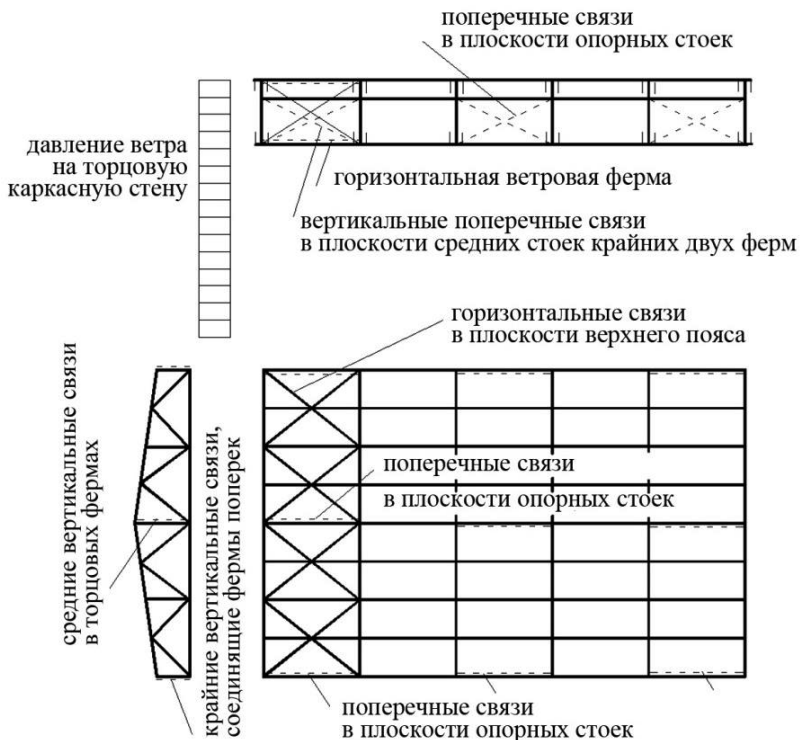 поперечные связи
в плоскости опорных стоек
давление ветра
на торцовую
каркасную стену
горизонтальная ветровая ферма
вертикальные поперечные связи
в плоскости средних стоек крайних двух ферм
горизонтальные связи
в плоскости верхнего пояса
средние вертикальные связи
в торцовых фермах
крайние вертикальные связи,
соединящие фермы поперек
поперечные связи
в плоскости опорных стоек
поперечные связи
в плоскости опорных стоек